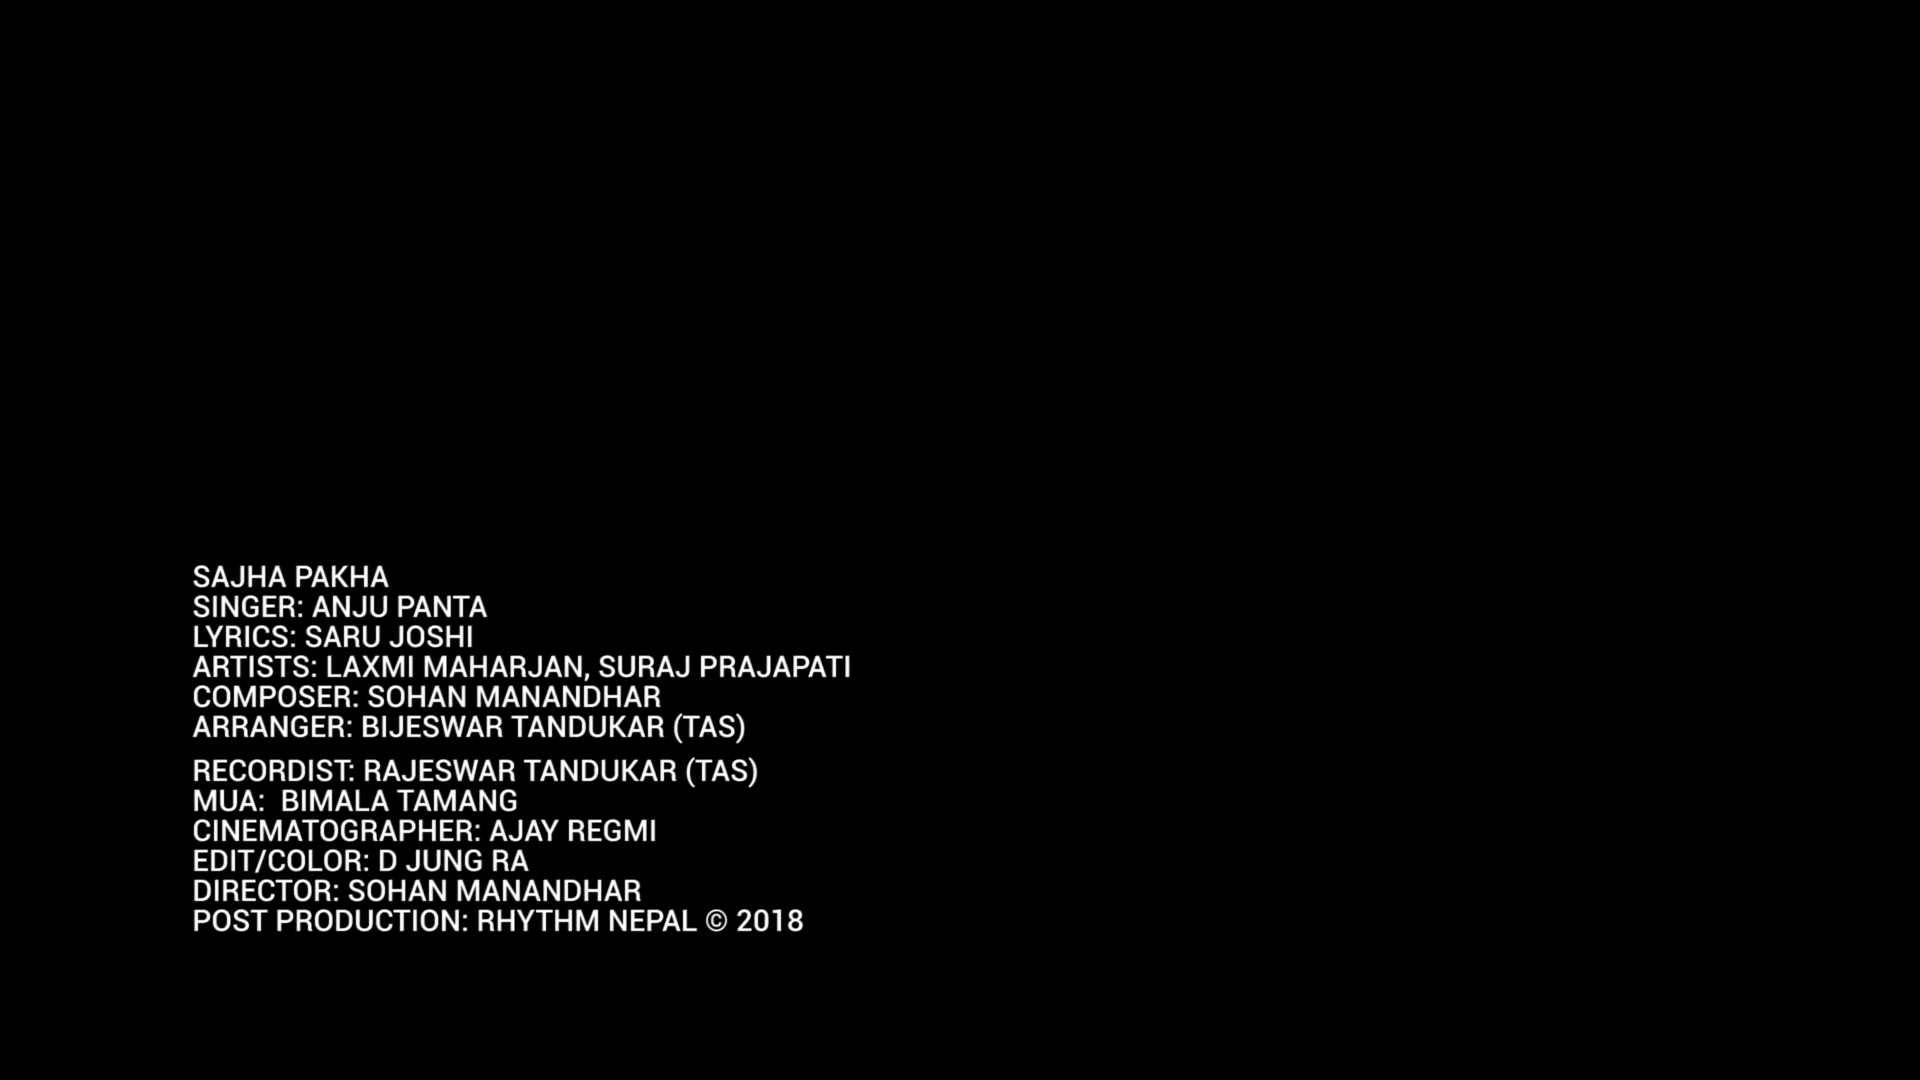 SAJHA PAKHA
SINGER: ANJU PANTA
LYRICS: SARU JOSHI
ARTISTS: LAXMI MAHARJAN, SURAJ PRAJAPATI
COMPOSER: SOHAN MANANDHAR
ARRANGER: BIJESWAR TANDUKAR (TAS)
RECORDIST: RAJESWAR TANDUKAR (TAS)
MUA:  BIMALA TAMANG
CINEMATOGRAPHER: AJAY REGMI
EDIT/COLOR: D JUNG RA
DIRECTOR: SOHAN MANANDHAR
POST PRODUCTION: RHYTHM NEPAL © 2018